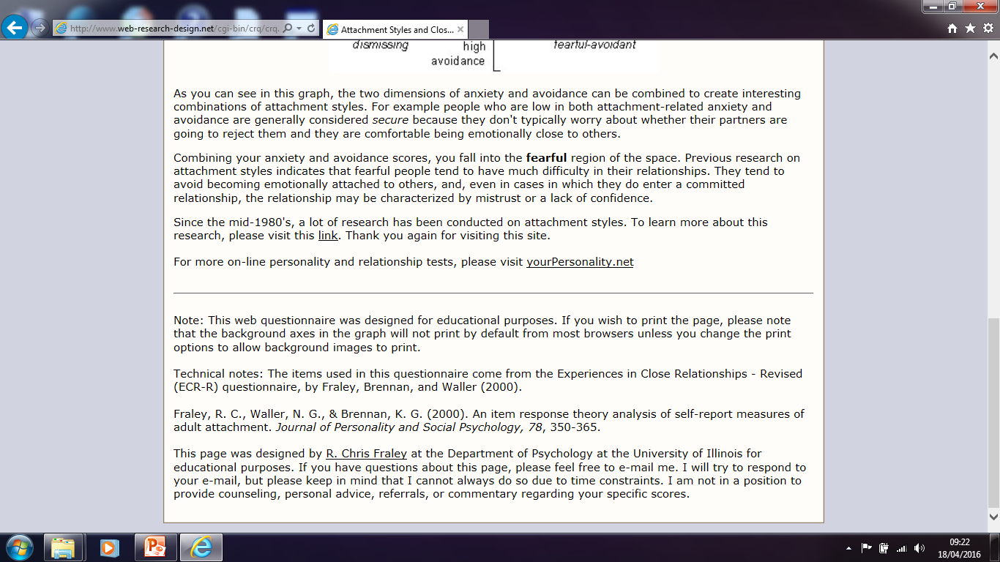 http://www.web-research-design.net/cgi-bin/crq/crq.
Attachment Styles and Clos...
dismissing high fearful-avoidant
avoidance
As you can see in this graph, the two dimensions of anxiety and avoidance can be combined to create interesting
combinations of attachment styles. For example people who are low in both attachment-related anxiety and
avoidance are generally considered secure because they don't typically worry about whether their partners are
going to reject them and they are comfortable being emotionally close to others.
Combining your anxiety and avoidance scores, you fall into the fearful region of the space. Previous research on
attachment styles indicates that fearful people tend to have much difficulty in their relationships. They tend to
avoid becoming emotionally attached to others, and, even in cases in which they do enter a committed
relationship, the relationship may be characterized by mistrust or a lack of confidence.
Since the mid-1980's, a lot of research has been conducted on attachment styles. To learn more about this
research, please visit this link. Thank you again for visiting this site.
For more on-line personality and relationship tests, please visit yourPersonality.net
Note: This web questionnaire was designed for educational purposes. If you wish to print the page, please note
that the background axes in the graph will not print by default from most browsers unless you change the print
options to allow background images to print.
Technical notes: The items used in this questionnaire come from the Experiences in Close Relationships - Revised
(ECR-R) questionnaire, by Fraley, Brennan, and Waller (2000).
Fraley, R. C., Waller, N. G., & Brennan, K. G. (2000). An item response theory analysis of self-report measures of
adult attachment. Journal of Personality and Social Psychology, 78, 350-365.
This page was designed by R. Chris Fraley at the Department of Psychology at the University of Illinois for
educational purposes. If you have questions about this page, please feel free to e-mail me. I will try to respond to
your e-mail, but please keep in mind that I cannot always do so due to time constraints. I am not in a position to
provide counseling, personal advice, referrals, or commentary regarding your specific scores.
09:22
18/04/2016